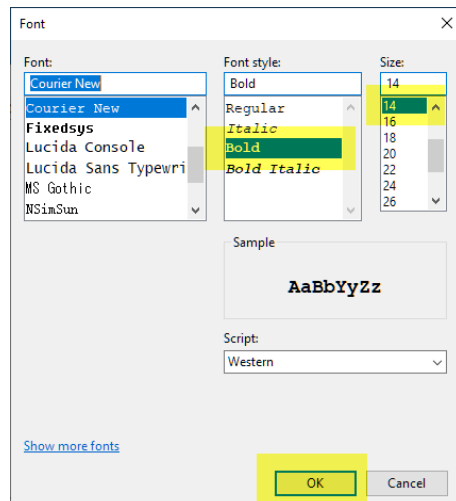 Font
Font:
Courier New
Courier New
Fixedsys
Lucida Console
Lucida Sans Typewri
MS Gothic
NSimSun
Font style:
Bold
Regular
Italic
Bold
Bold Italic
Size:
14
14
16
18
20
22
24
26
Sample
AaBbYyZz
Script:
Western
Show more fonts
OK
Cancel